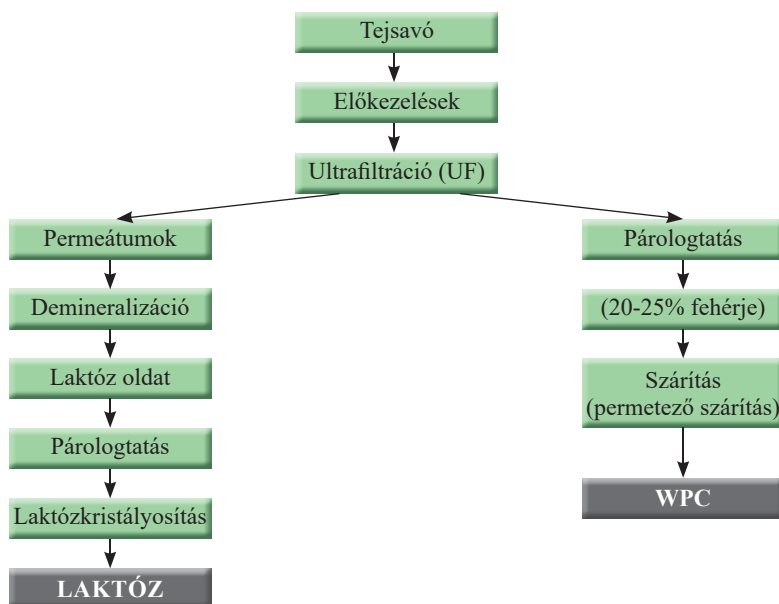 Tejsavó
Előkezelések
Ultrafiltráció (UF)
Permeátumok
Demineralizáció
Laktóz oldat
Párologtatás
Laktózkristályosítás
LAKTÓZ
Párologtatás
(20-25% fehérje)
Szárítás
(permetező szárítás)
WPC